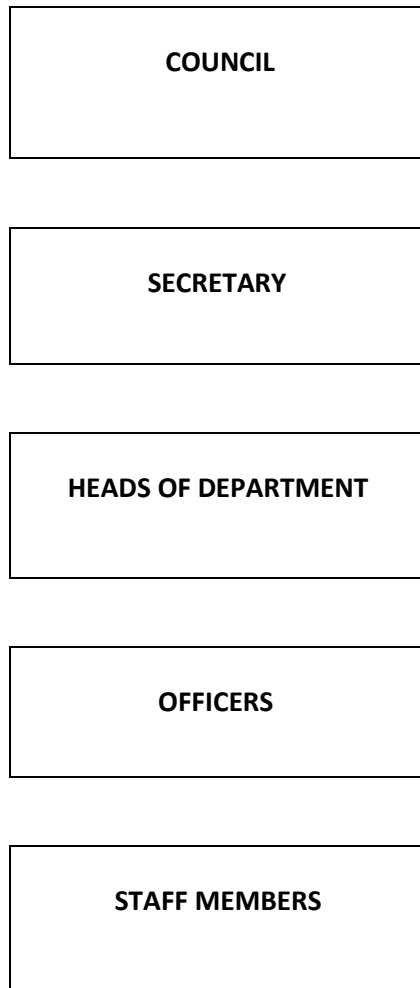 COUNCIL
SECRETARY
HEADS OF DEPARTMENT
OFFICERS
STAFF MEMBERS